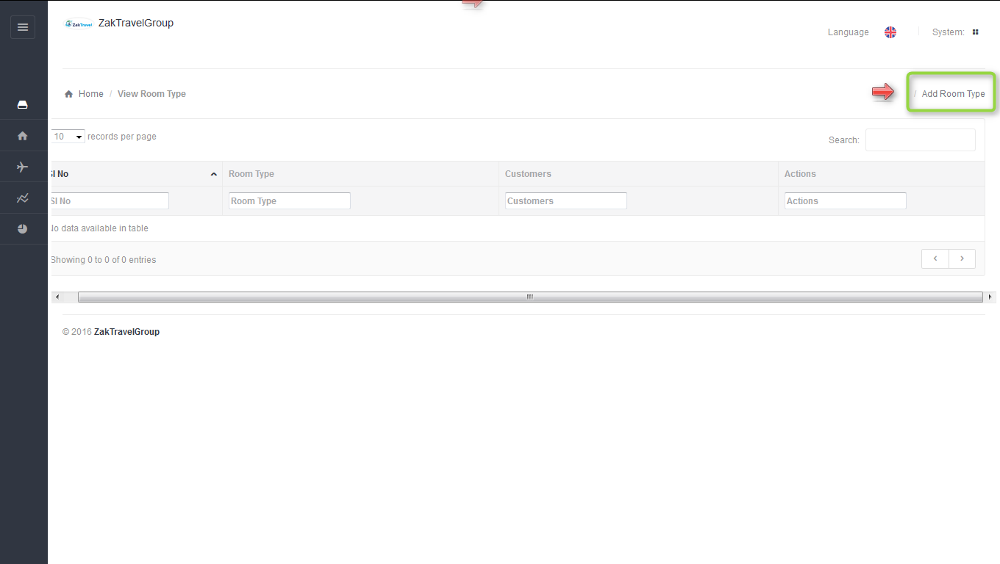 ZakTravel ZakTravelGroup
Language System:
Home / View Room Type / Add Room Type
10 records per page Search:
Sl No Room Type Customers Actions
Sl No Room Type Customers Actions
No data available in table
Showing 0 to 0 of 0 entries
© 2016 ZakTravelGroup